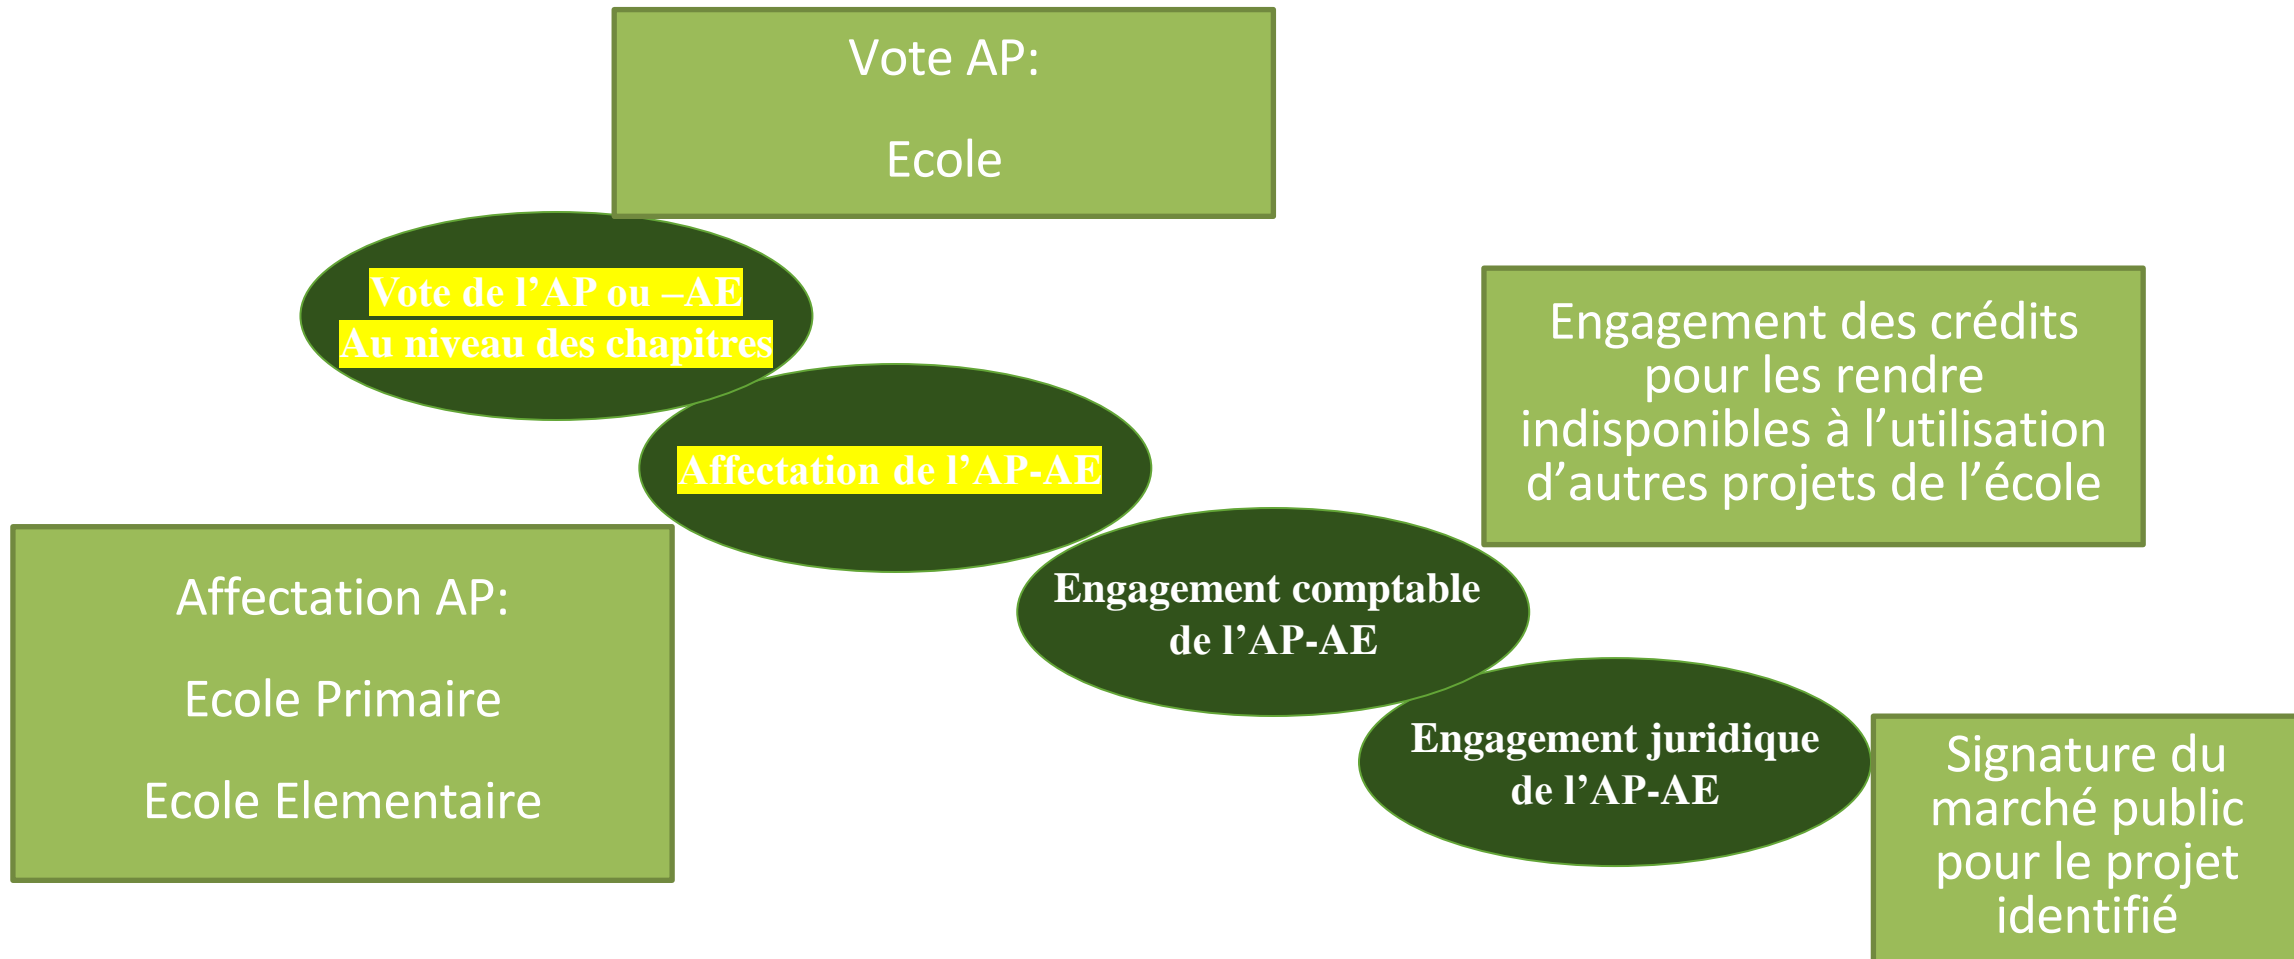 Vote AP:
Ecole
Vote de l’AP ou –AE
Au niveau des chapitres
Affectation de l’AP-AE
Engagement des crédits
pour les rendre
indisponibles à l’utilisation
d’autres projets de l’école
Affectation AP:
Ecole Primaire
Ecole Elementaire
Engagement comptable
de l’AP-AE
Engagement juridique
de l’AP-AE
Signature du
marché public
pour le projet
identifié